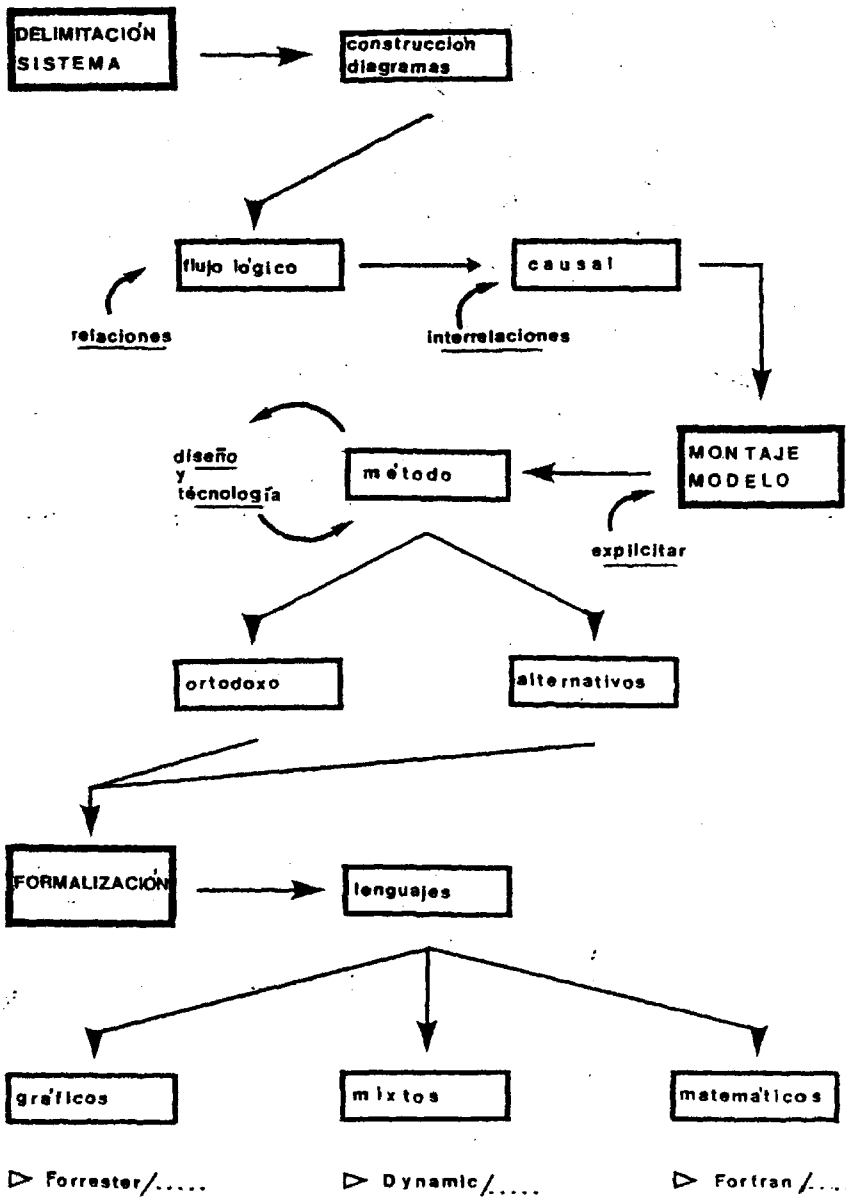 DELIMITACIÓN
SISTEMA
construcción
diagramas
flujo lógico
causal
relaciones
interrelaciones
MONTAJE
MODELO
método
diseño
y
técnología
explicitar
ortodoxo
alternativos
FORMALIZACIÓN
lenguajes
gráficos
mixtos
matemáticos
▷ Forrester/.....
▷ Dynamic/.....
▷ Fortran/....